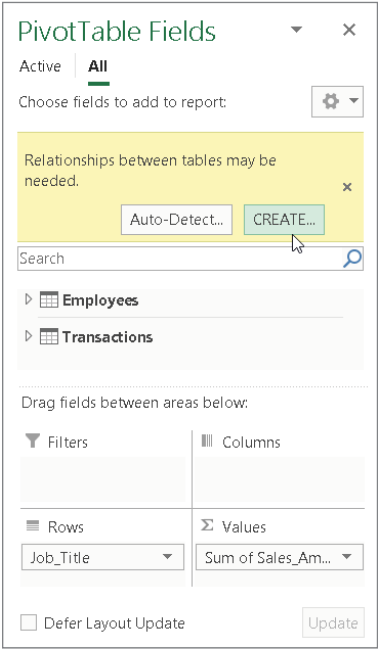 PivotTable Fields
Active All
Choose fields to add to report:
Relationships between tables may be
needed.
Auto-Detect... CREATE...
Search
Employees
Transactions
Drag fields between areas below:
Filters Columns
Rows Values
Job_Title Sum of Sales_Am...
Defer Layout Update Update